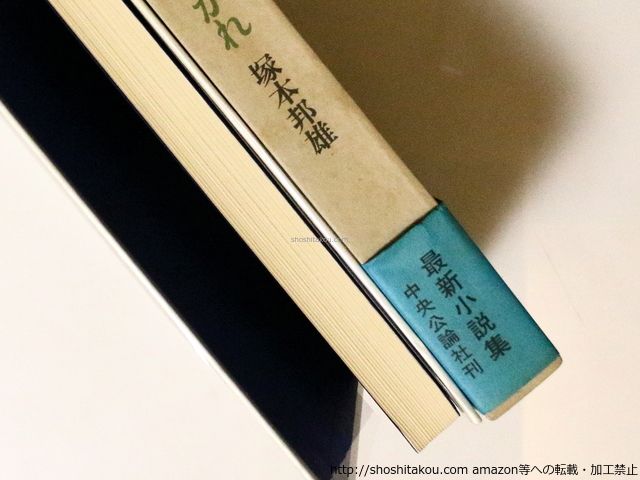 がれ
塚本邦雄
最新小説集
中央公論社刊
shoshitakou.com
http://shoshitakou.com amazon等への転載・加工禁止